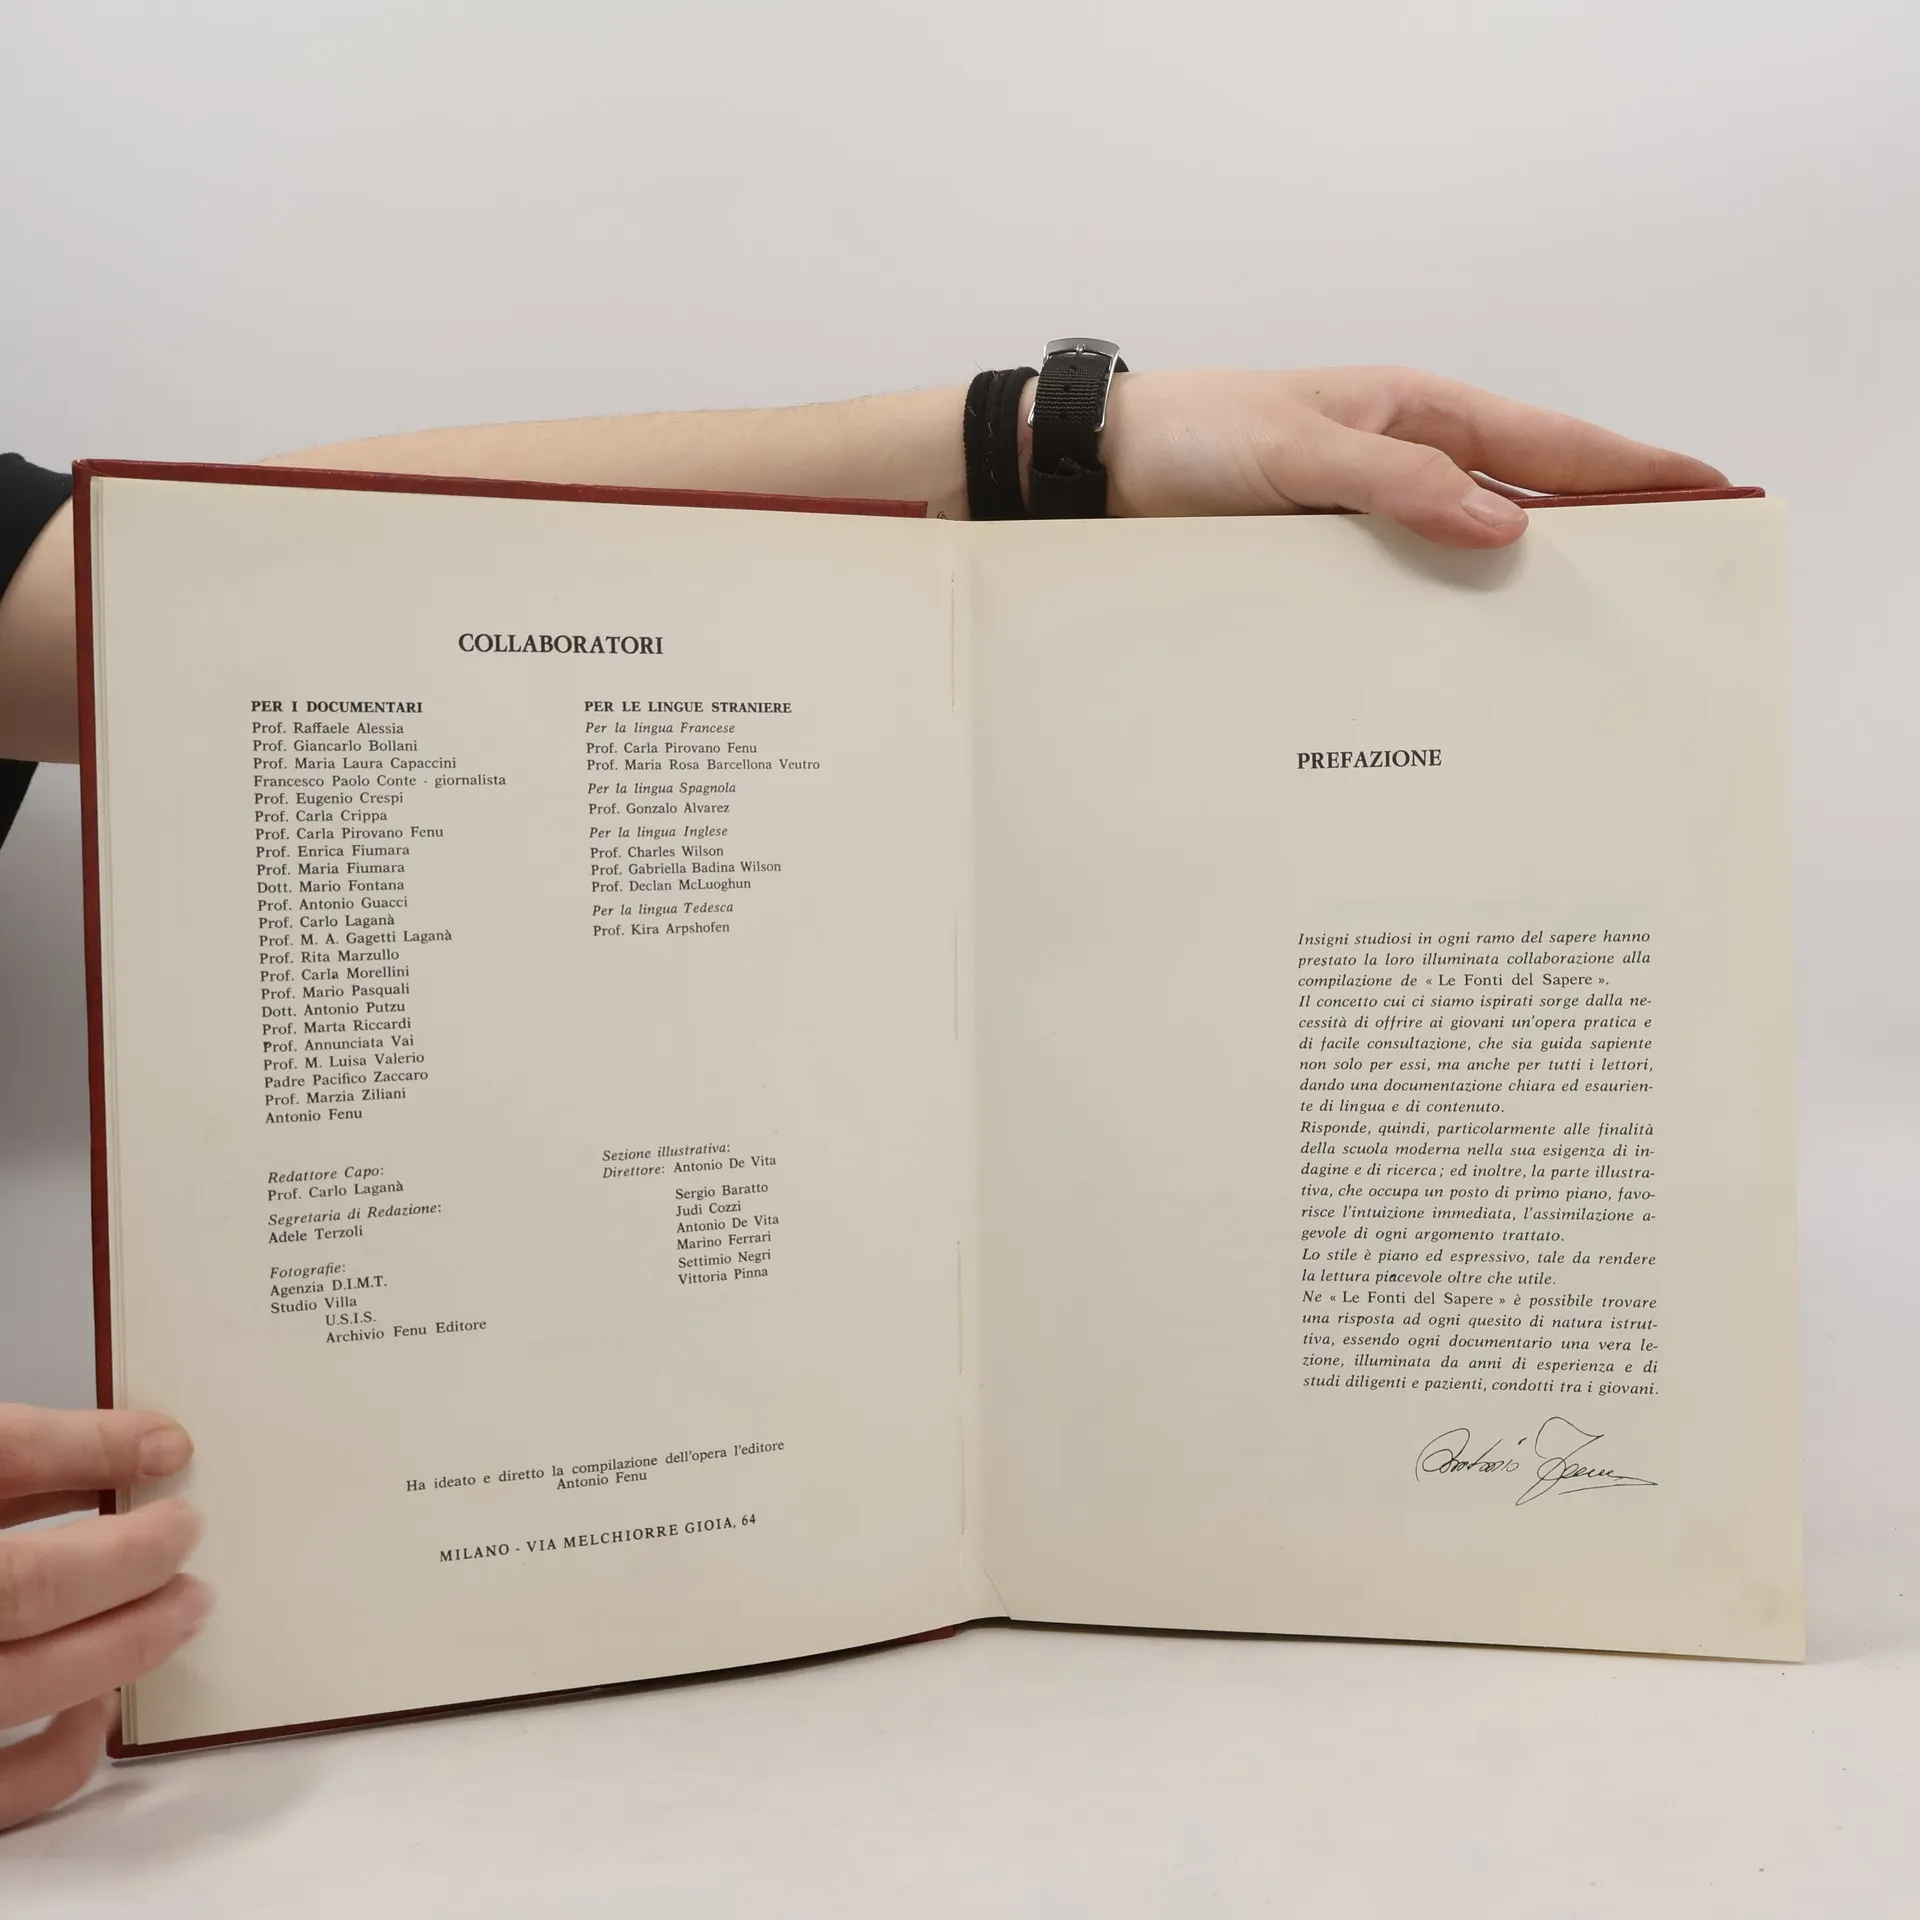 COLLABORATORI
PER I DOCUMENTARI
Prof. Raffaele Alessia
Prof. Giancarlo Bollani
Prof. Maria Laura Capaccini
Francesco Paolo Conte - giornalista
Prof. Eugenio Crespi
Prof. Carla Crippa
Prof. Carla Pirovano Fenu
Prof. Enrica Fiumara
Prof. Maria Fiumara
Dott. Mario Fontana
Prof. Antonio Guacci
Prof. Carlo Laganà
Prof. M. A. Gagetti Laganà
Prof. Rita Marzullo
Prof. Carla Morellini
Prof. Mario Pasquali
Dott. Antonio Putzu
Prof. Marta Riccardi
Prof. Annunciata Vai
Prof. M. Luisa Valerio
Padre Pacifico Zaccaro
Prof. Marzia Ziliani
Antonio Fenu
Redattore Capo:
Prof. Carlo Laganà
Segretaria di Redazione:
Adele Terzoli
Fotografie:
Agenzia D.I.M.T.
Studio Villa
U.S.I.S.
Archivio Fenu Editore
PER LE LINGUE STRANIERE
Per la lingua Francese
Prof. Carla Pirovano Fenu
Prof. Maria Rosa Barcellona Veutro
Per la lingua Spagnola
Prof. Gonzalo Alvarez
Per la lingua Inglese
Prof. Charles Wilson
Prof. Gabriella Badina Wilson
Prof. Declan McLuoghun
Per la lingua Tedesca
Prof. Kira Arpshofen
Sezione illustrativa:
Direttore: Antonio De Vita
Sergio Baratto
Judi Cozzi
Antonio De Vita
Marino Ferrari
Settimio Negri
Vittoria Pinna
Ha ideato e diretto la compilazione dell'opera l'editore
Antonio Fenu
MILANO - VIA MELCHIORRE GIOIA, 64
PREFAZIONE
Insigni studiosi in ogni ramo del sapere hanno
prestato la loro illuminata collaborazione alla
compilazione de « Le Fonti del Sapere ».
Il concetto cui ci siamo ispirati sorge dalla ne-
cessità di offrire ai giovani un'opera pratica e
di facile consultazione, che sia guida sapiente
non solo per essi, ma anche per tutti i lettori,
dando una documentazione chiara ed esaurien-
te di lingua e di contenuto.
Risponde, quindi, particolarmente alle finalità
della scuola moderna nella sua esigenza di in-
dagine e di ricerca; ed inoltre, la parte illustra-
tiva, che occupa un posto di primo piano, favo-
risce l'intuizione immediata, l'assimilazione a-
gevole di ogni argomento trattato.
Lo stile è piano ed espressivo, tale da rendere
la lettura piacevole oltre che utile.
Ne « Le Fonti del Sapere » è possibile trovare
una risposta ad ogni quesito di natura istrut-
tiva, essendo ogni documentario una vera le-
zione, illuminata da anni di esperienza e di
studi diligenti e pazienti, condotti tra i giovani.
Antonio Fenu